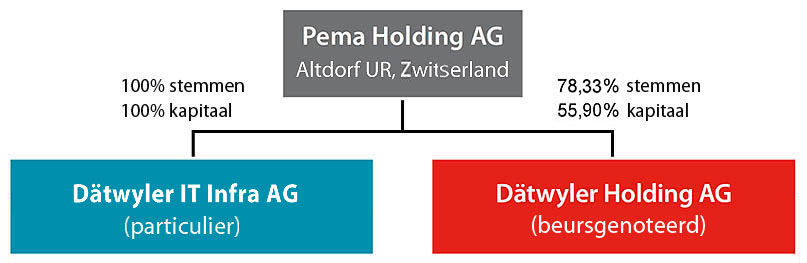 Pema Holding AG
Altdorf UR, Zwitserland
100% stemmen
100% kapitaal
78,33% stemmen
55,90% kapitaal
Dätwyler IT Infra AG
(particulier)
Dätwyler Holding AG
(beursgenoteerd)